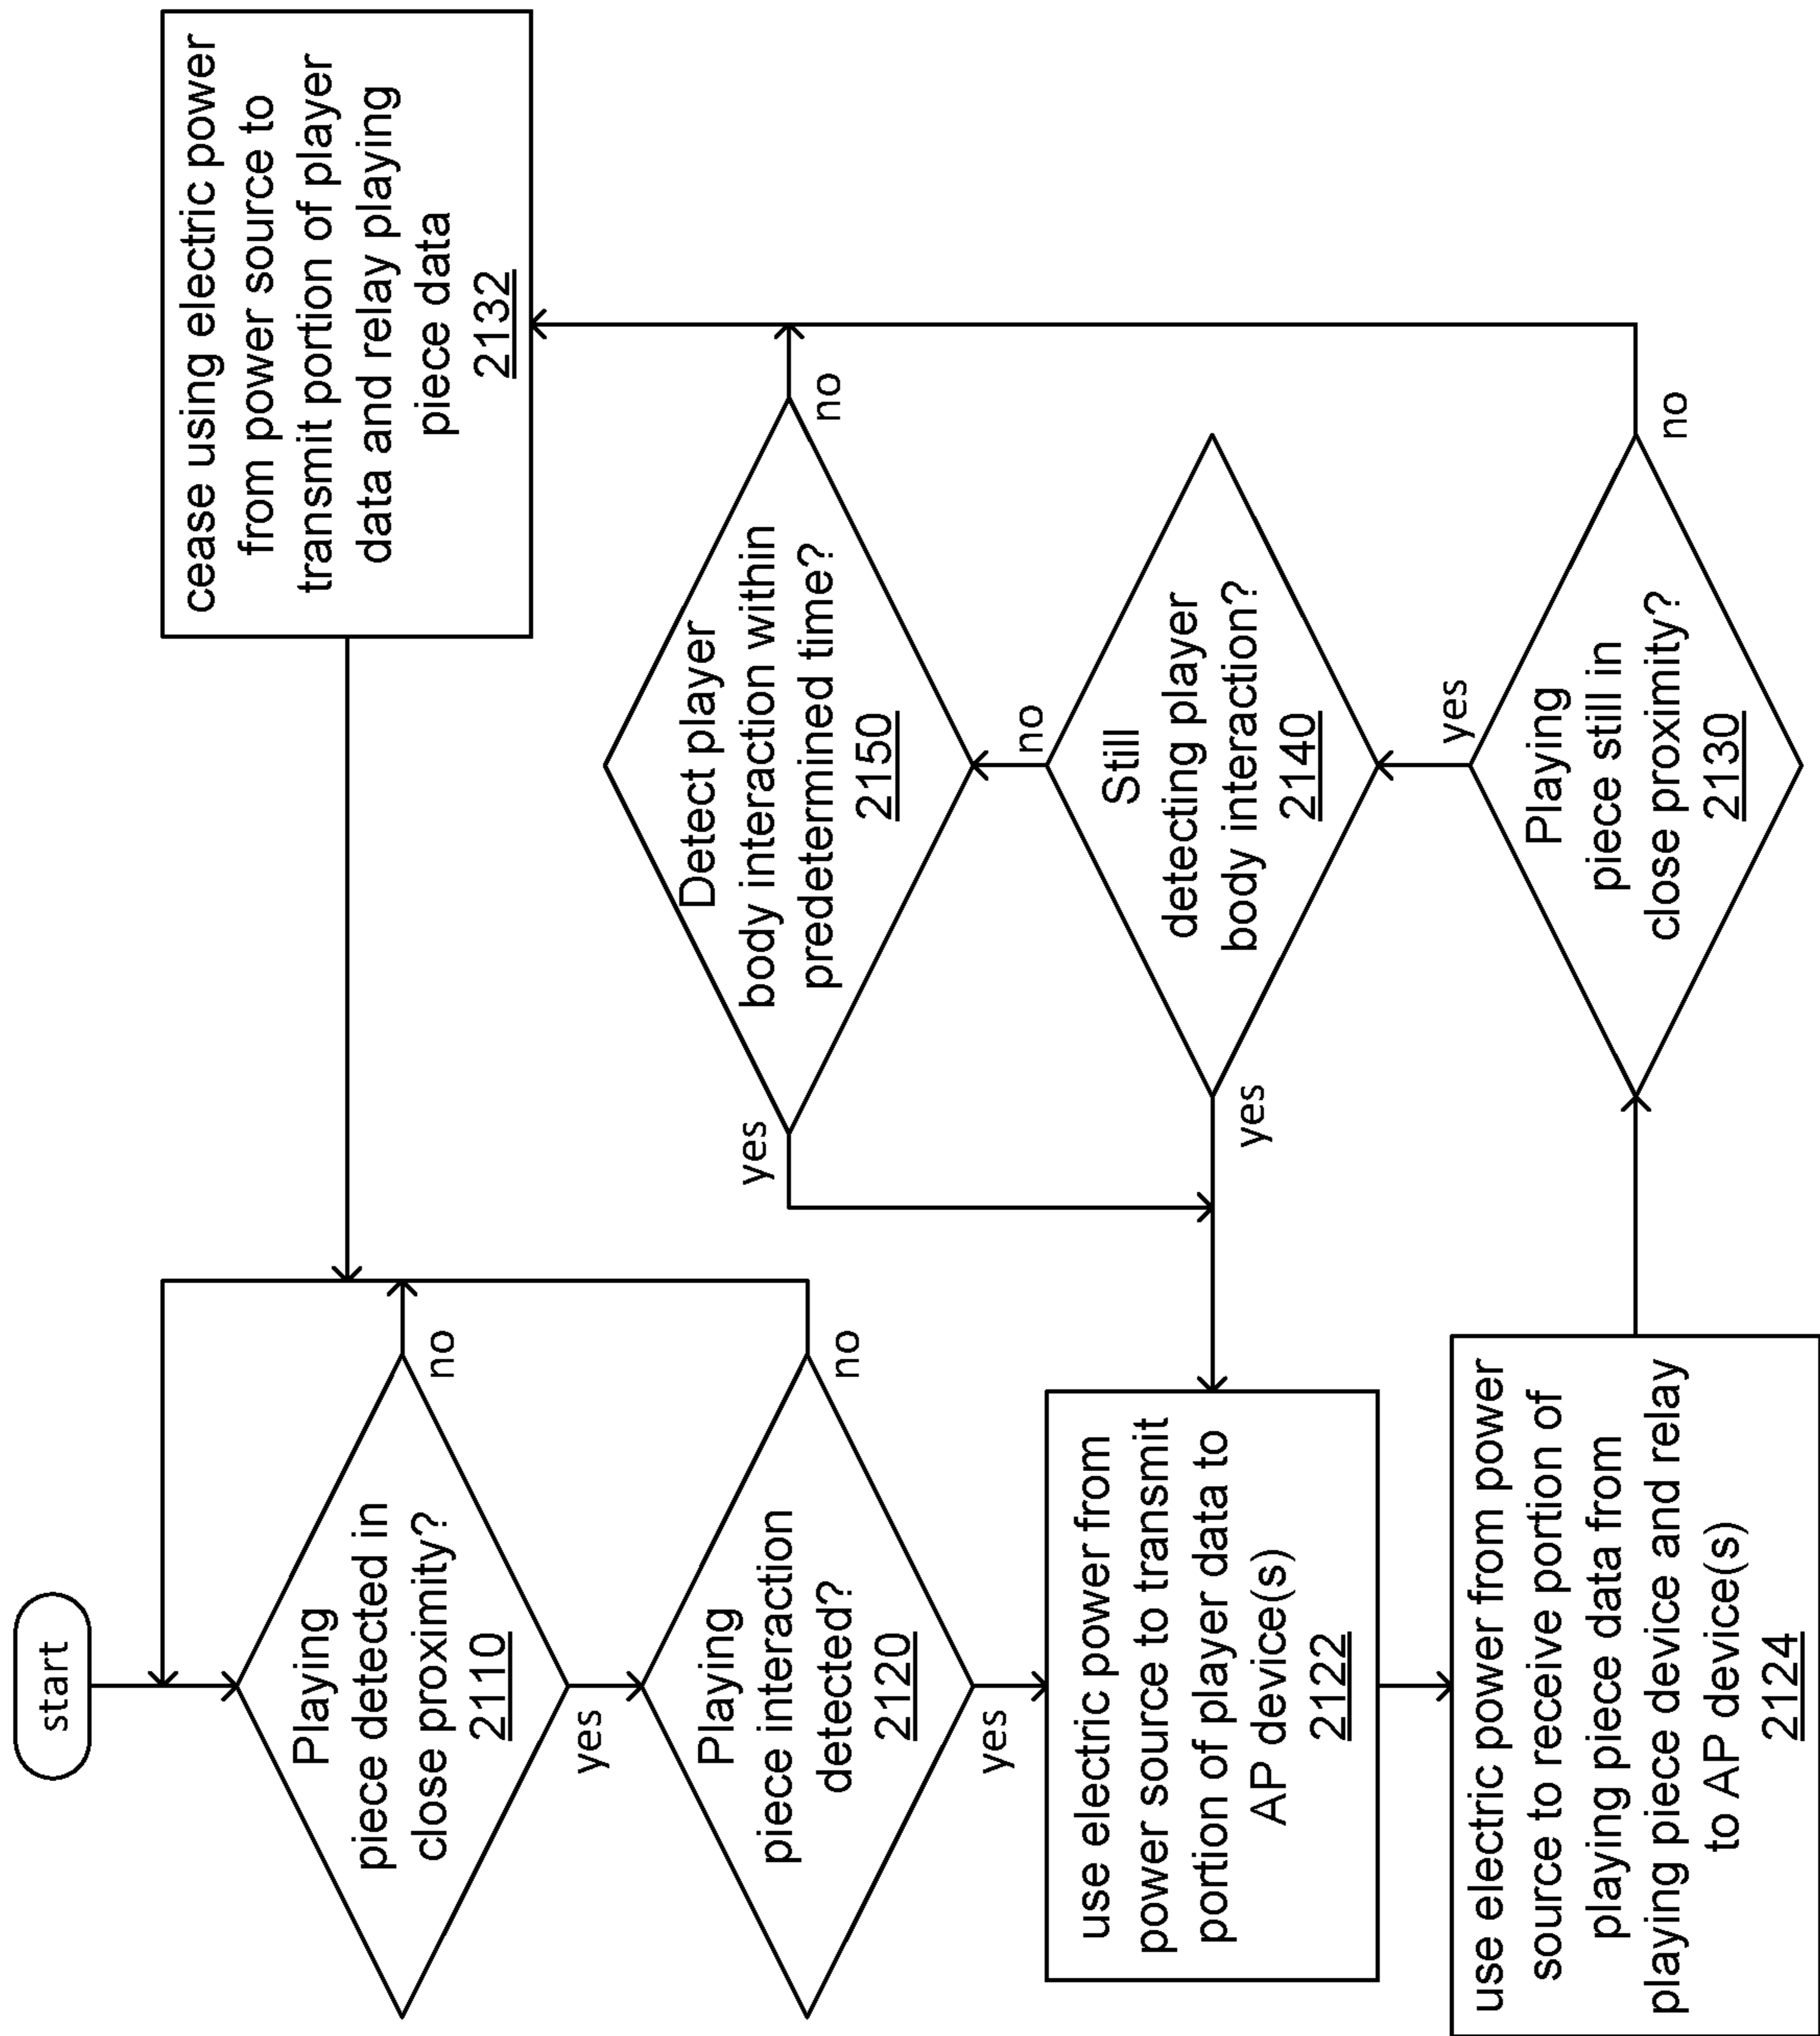 start
Playing
piece detected in
close proximity?
2110
yes
no
Playing
piece interaction
detected?
2120
yes
no
use electric power from
power source to transmit
portion of player data to
AP device(s)
2122
use electric power from power
source to receive portion of
playing piece data from
playing piece device and relay
to AP device(s)
2124
Playing
piece still in
close proximity?
2130
yes
no
Still
detecting player
body interaction?
2140
yes
no
Detect player
body interaction within
predetermined time?
2150
yes
no
cease using electric power
from power source to
transmit portion of player
data and relay playing
piece data
2132